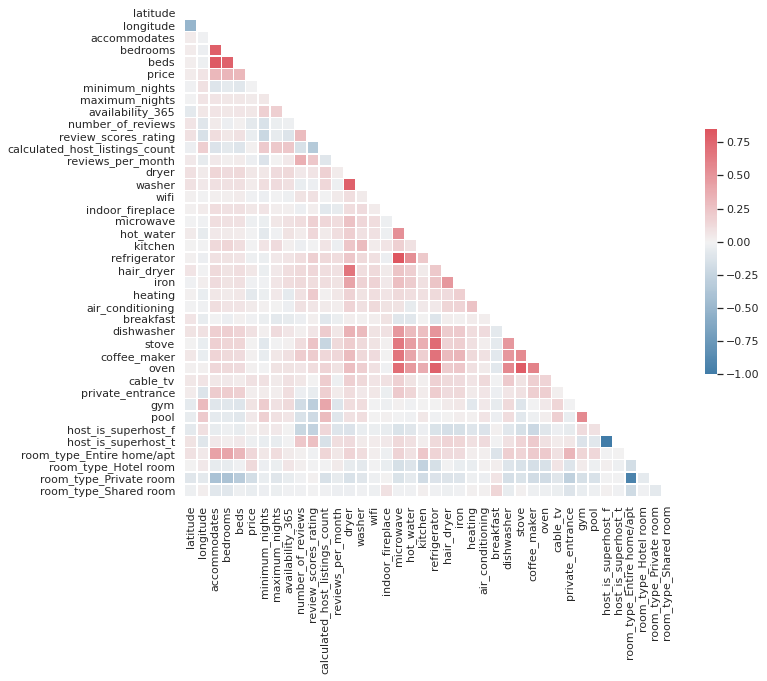 latitude
longitude
accommodates
bedrooms
beds
price
minimum_nights
maximum_nights
availability_365
number_of_reviews
review_scores_rating
calculated_host_listings_count
reviews_per_month
dryer
washer
wifi
indoor_fireplace
microwave
hot_water
kitchen
refrigerator
hair_dryer
iron
heating
air_conditioning
breakfast
dishwasher
stove
coffee_maker
oven
cable_tv
private_entrance
gym
pool
host_is_superhost_f
host_is_superhost_t
room_type_Entire home/apt
room_type_Hotel room
room_type_Private room
room_type_Shared room
latitude
longitude
accommodates
bedrooms
beds
price
minimum_nights
maximum_nights
availability_365
number_of_reviews
review_scores_rating
calculated_host_listings_count
reviews_per_month
dryer
washer
wifi
indoor_fireplace
microwave
hot_water
kitchen
refrigerator
hair_dryer
iron
heating
air_conditioning
breakfast
dishwasher
stove
coffee_maker
oven
cable_tv
private_entrance
gym
pool
host_is_superhost_f
host_is_superhost_t
room_type_Entire home/apt
room_type_Hotel room
room_type_Private room
room_type_Shared room
0.75
0.50
0.25
0.00
−0.25
−0.50
−0.75
−1.00